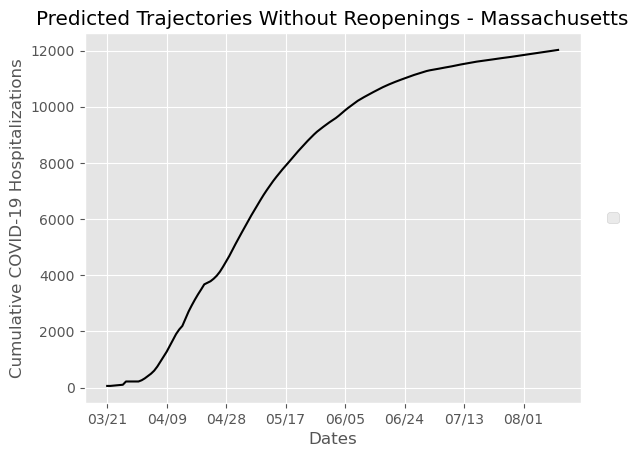 Predicted Trajectories Without Reopenings - Massachusetts
Cumulative COVID-19 Hospitalizations
12000
10000
8000
6000
4000
2000
0
03/21 04/09 04/28 05/17 06/05 06/24 07/13 08/01
Dates